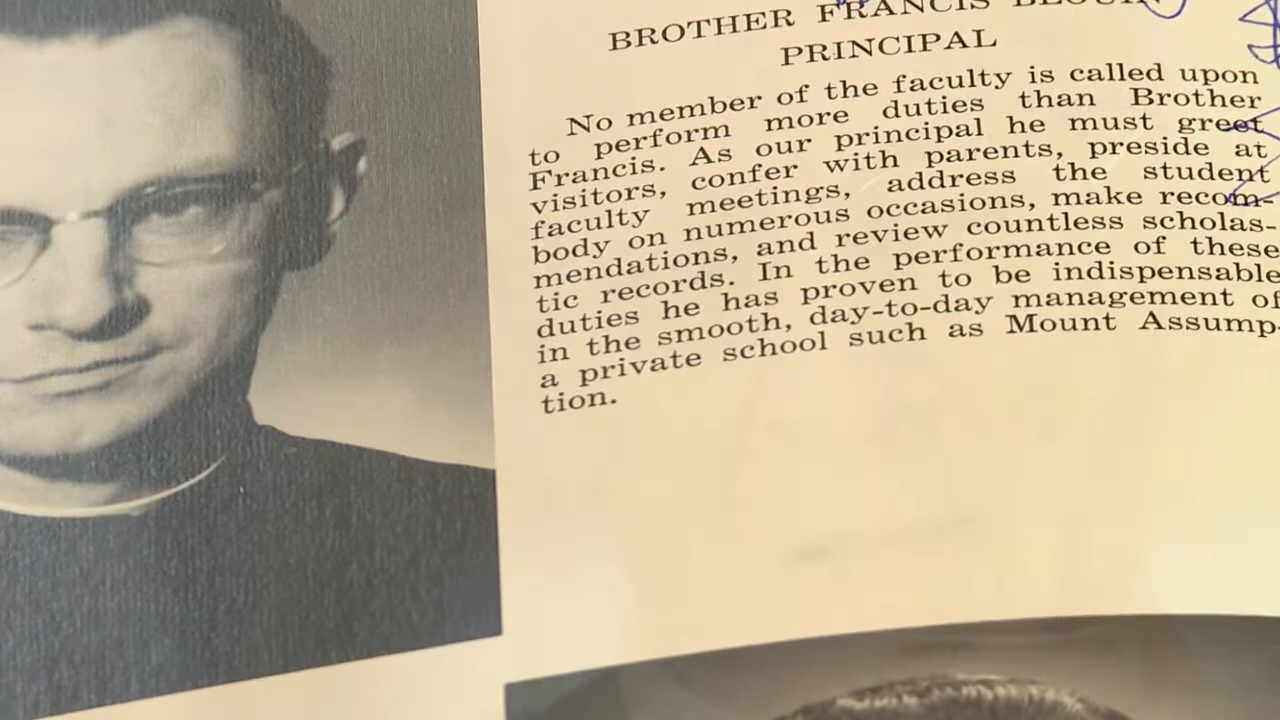 BROTHER FRANCIS BLOUIN
PRINCIPAL
No member of the faculty is called upon
to perform more duties than Brother
Francis. As our principal he must greet
visitors, confer with parents, preside at
faculty meetings, address the student
body on numerous occasions, make recom-
mendations, and review countless scholas-
tic records. In the performance of these
duties he has proven to be indispensable
in the smooth, day-to-day management of
a private school such as Mount Assump-
tion.